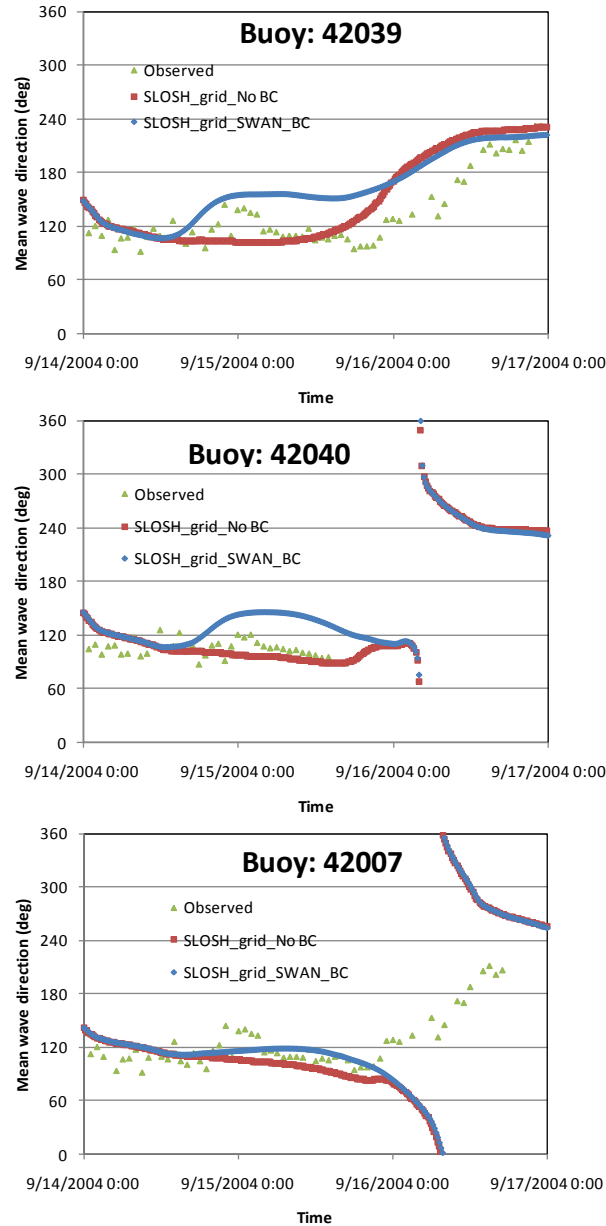 Buoy: 42039
Observed
SLOSH_grid_No BC
SLOSH_grid_SWAN_BC
Mean wave direction (deg)
360
300
240
180
120
60
0
9/14/2004 0:00 9/15/2004 0:00 9/16/2004 0:00 9/17/2004 0:00
Time
Buoy: 42040
Observed
SLOSH_grid_No BC
SLOSH_grid_SWAN_BC
Mean wave direction (deg)
360
300
240
180
120
60
0
9/14/2004 0:00 9/15/2004 0:00 9/16/2004 0:00 9/17/2004 0:00
Time
Buoy: 42007
Observed
SLOSH_grid_No BC
SLOSH_grid_SWAN_BC
Mean wave direction (deg)
360
300
240
180
120
60
0
9/14/2004 0:00 9/15/2004 0:00 9/16/2004 0:00 9/17/2004 0:00
Time